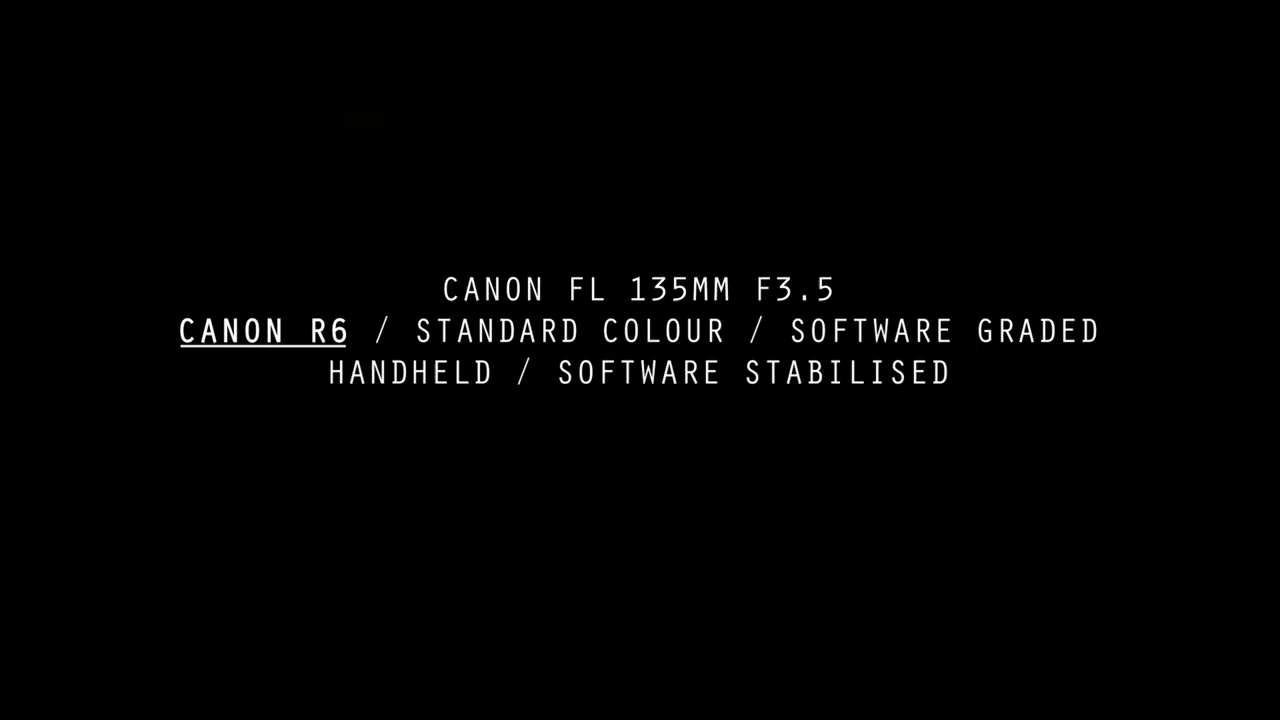 CANON FL 135MM F3.5
CANON R6 / STANDARD COLOUR / SOFTWARE GRADED
HANDHELD / SOFTWARE STABILISED